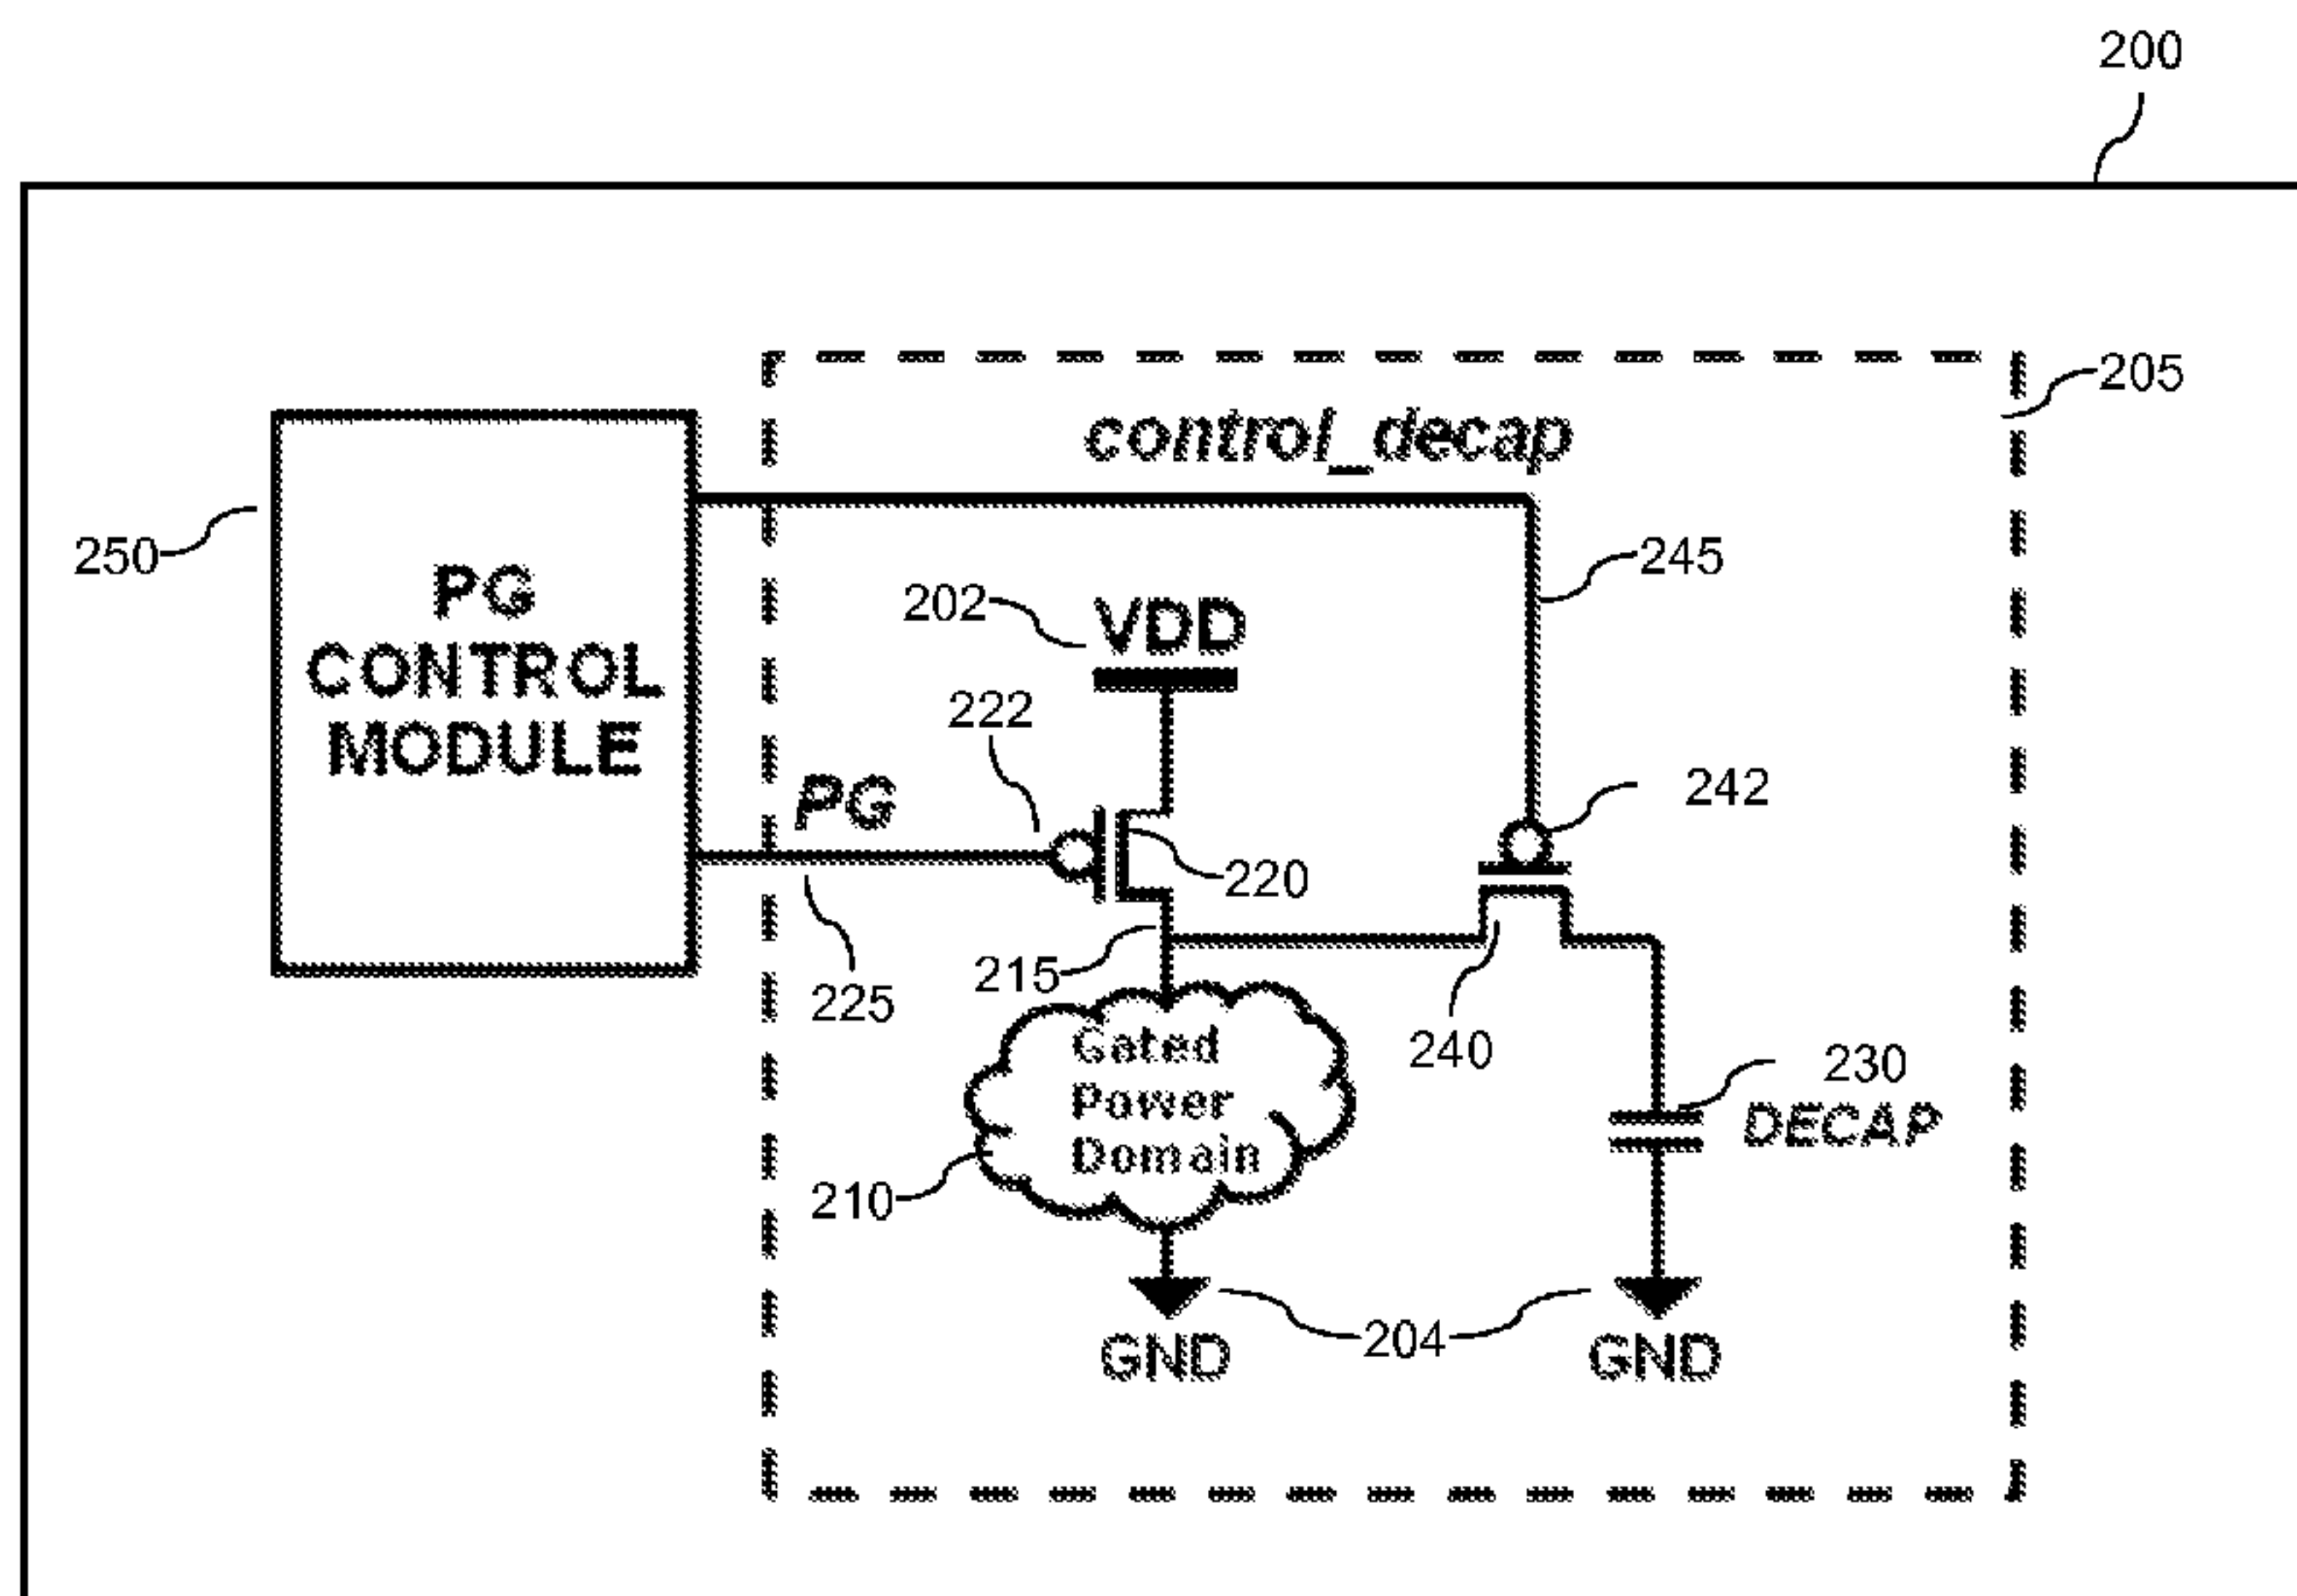 200
205
control_decap
250
PG
CONTROL
MODULE
245
202
VDD
222
242
PG
220
215
225
240
Gated
Power
Domain
230
DECAP
210
204
GND
GND